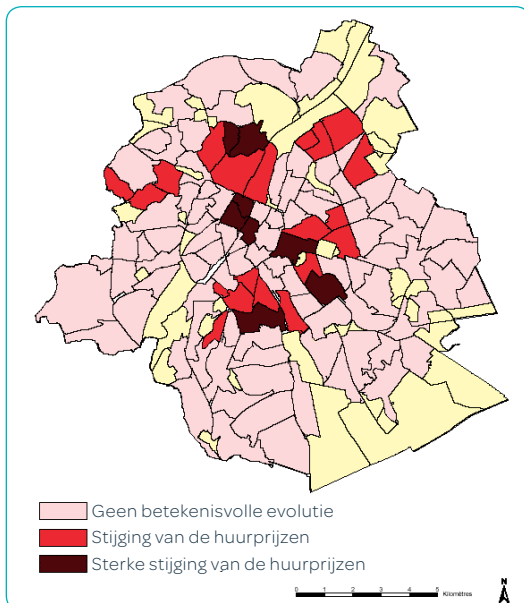 Geen betekenisvolle evolutie
Stijging van de huurprijzen
Sterke stijging van de huurprijzen
0 1 2 3 4 5 Kilomètres
N